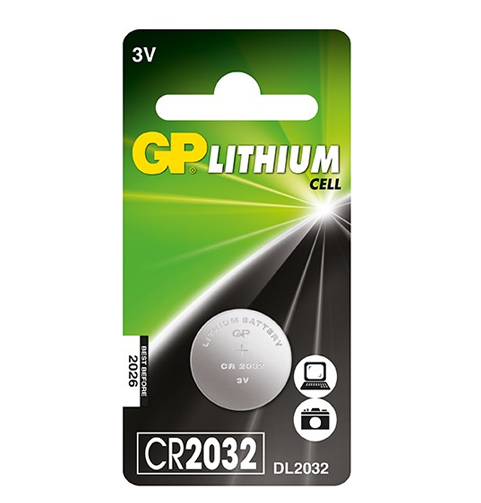 3V
GP LITHIUM
CELL
LITHIUM BATTERY
GP
+
CR 2032
3V
BEST BEFORE
2026
CR2032
DL2032